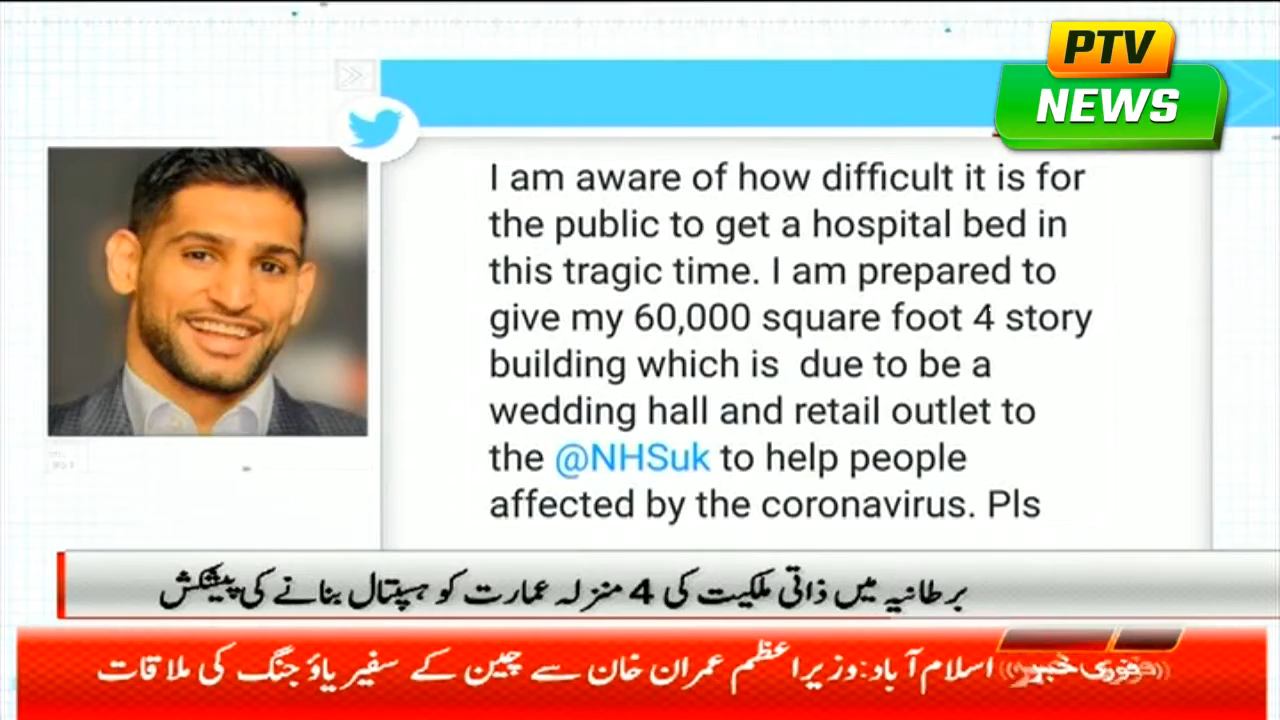 PTV
NEWS
I am aware of how difficult it is for
the public to get a hospital bed in
this tragic time. I am prepared to
give my 60,000 square foot 4 story
building which is  due to be a
wedding hall and retail outlet to
the @NHSuk to help people
affected by the coronavirus. Pls
برطانیہ میں ذاتی ملکیت کی 4 منزلہ عمارت کو ہسپتال بنانے کی پیشکش
اسلام آباد:وزیراعظم عمران خان سے چین کے سفیر یاؤ جنگ کی ملاقات